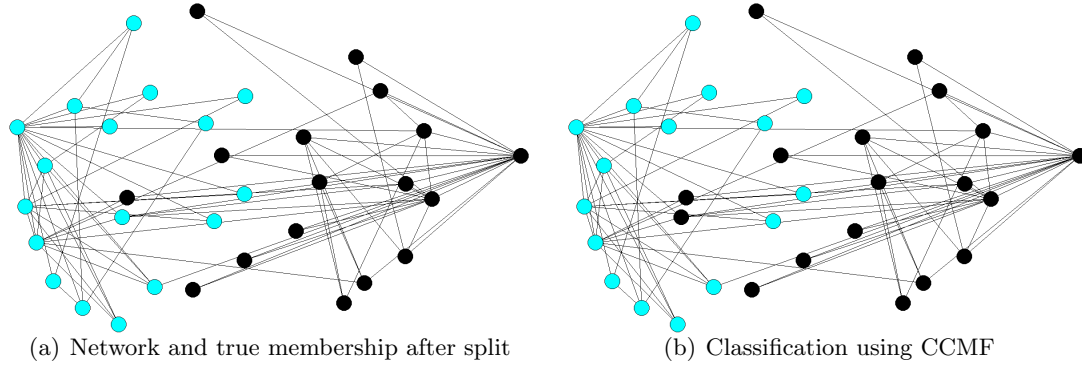 (a) Network and true membership after split
(b) Classification using CCMF